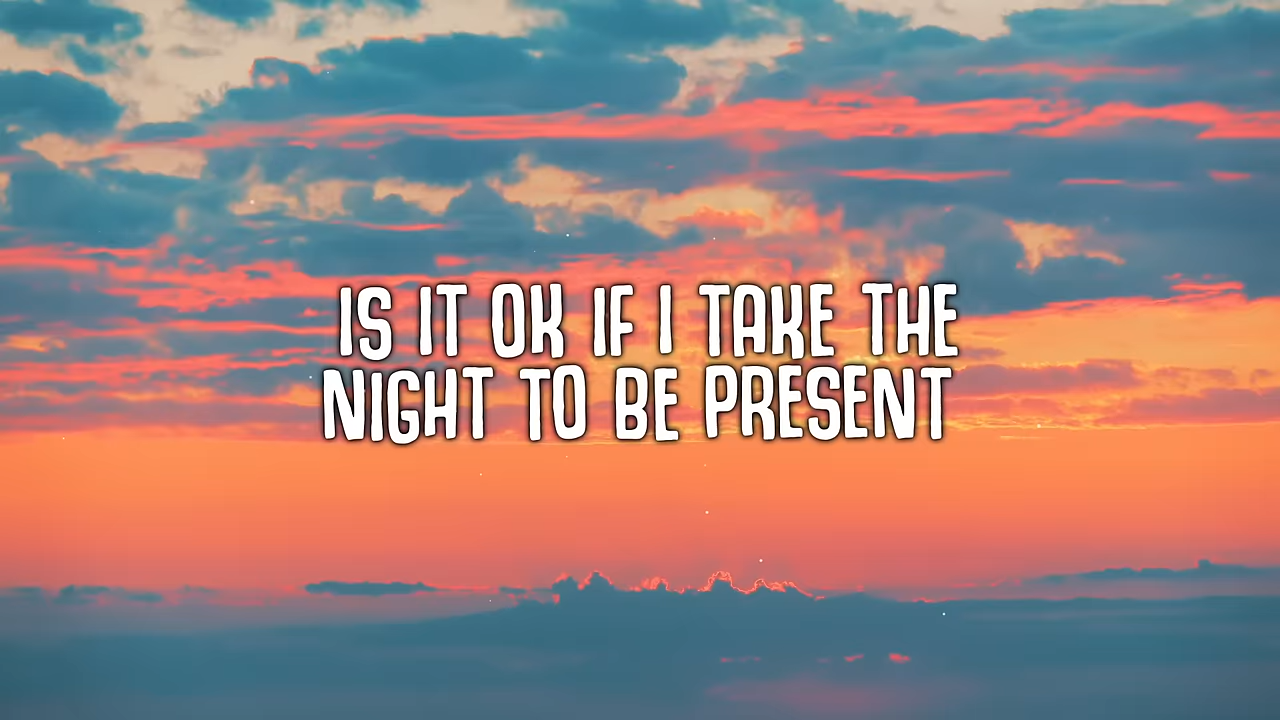 IS IT OK IF I TAKE THE
NIGHT TO BE PRESENT